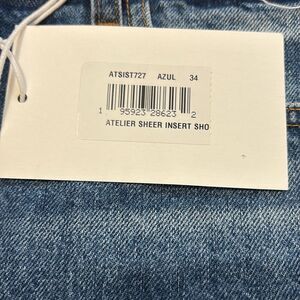 ATSIST727 AZUL 34
1 95923 28623 2
ATELIER SHEER INSERT SHO